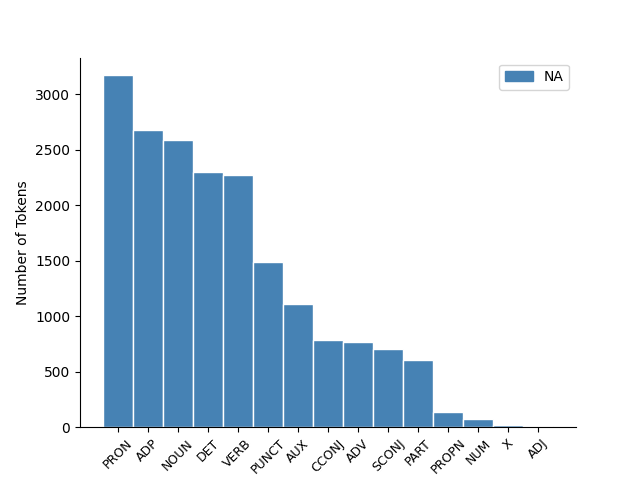 NA
Number of Tokens
3000
2500
2000
1500
1000
500
0
PRON ADP NOUN DET VERB PUNCT AUX CCONJ ADV SCONJ PART PROPN NUM X ADJ